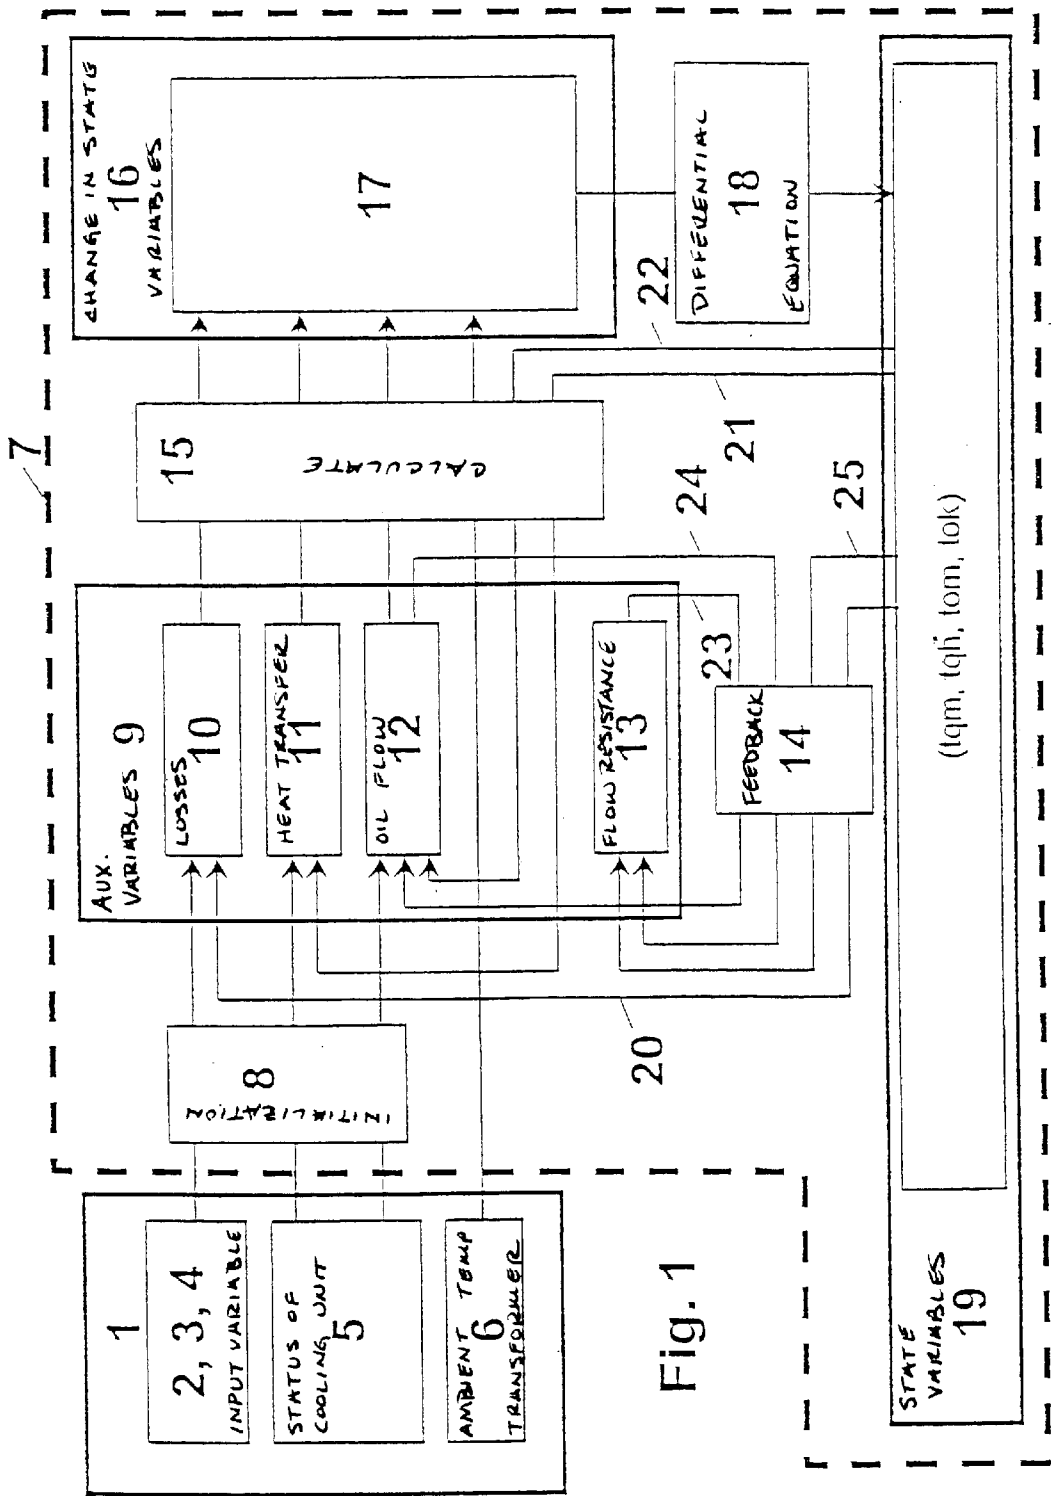 7
1
2, 3, 4
INPUT VARIABLE
STATUS OF
COOLING UNIT
5
AMBIENT TEMP
6
TRANSFORMER
8
INITIALIZATION
AUX.
VARIABLES 9
LOSSES
10
HEAT TRANSFER
11
OIL FLOW
12
FLOW RESISTANCE
13
FEEDBACK
14
15
CALCULATE
CHANGE IN STATE
16
VARIABLES
17
DIFFERENTIAL
18
EQUATION
20
23
24
21
22
25
STATE
VARIABLES
19
(tqm, tqh, tom, tok)
Fig. 1